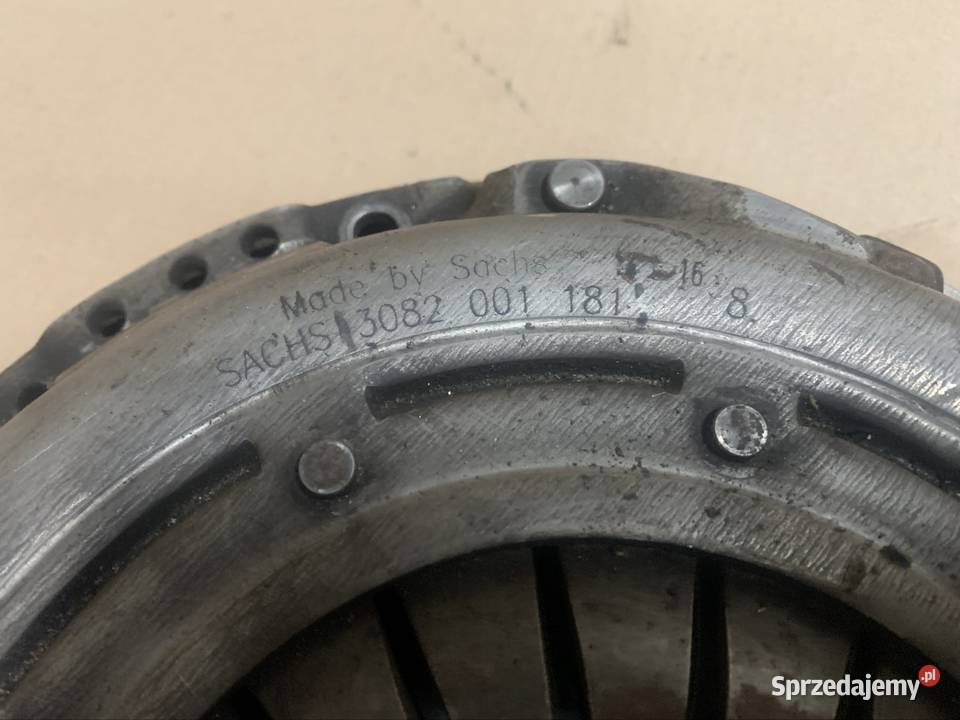 Made by Sachs
16 8
SACHS 3082 001 181
Sprzedajemy.pl